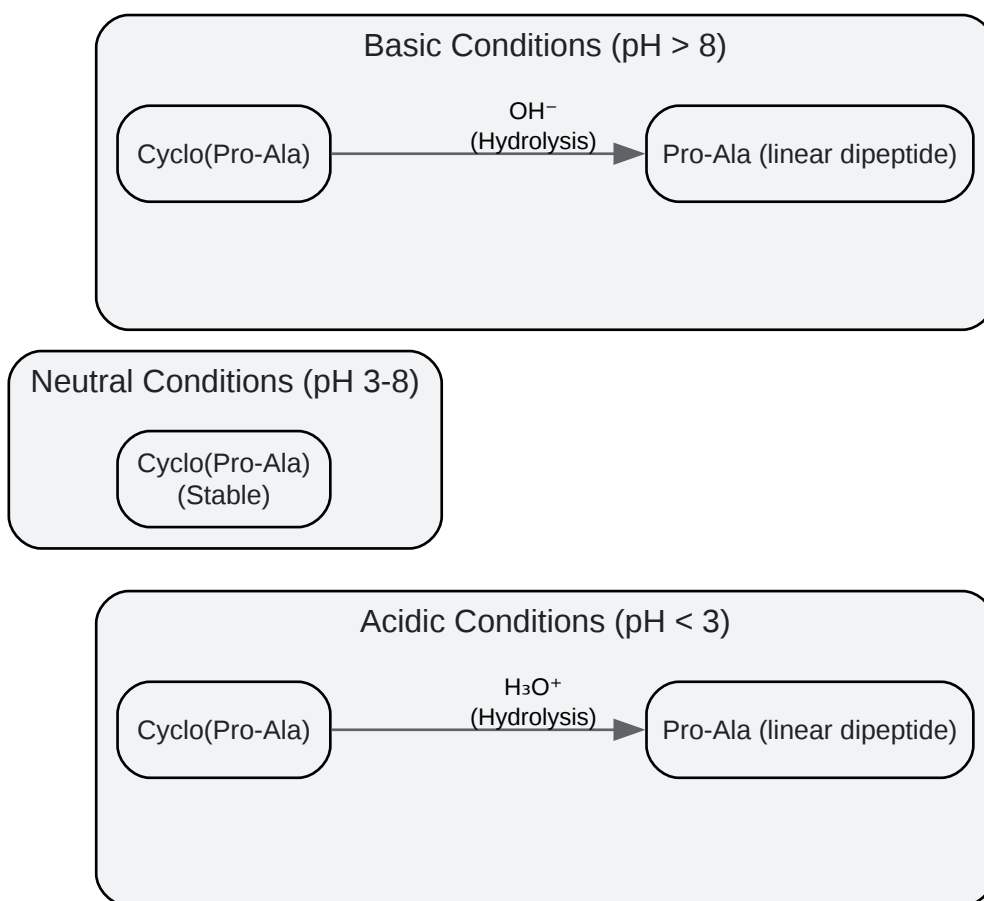 Basic Conditions (pH > 8)
OH⁻
(Hydrolysis)
Cyclo(Pro-Ala)
Pro-Ala (linear dipeptide)
Neutral Conditions (pH 3-8)
Cyclo(Pro-Ala)
(Stable)
Acidic Conditions (pH < 3)
H₃O⁺
(Hydrolysis)
Cyclo(Pro-Ala)
Pro-Ala (linear dipeptide)